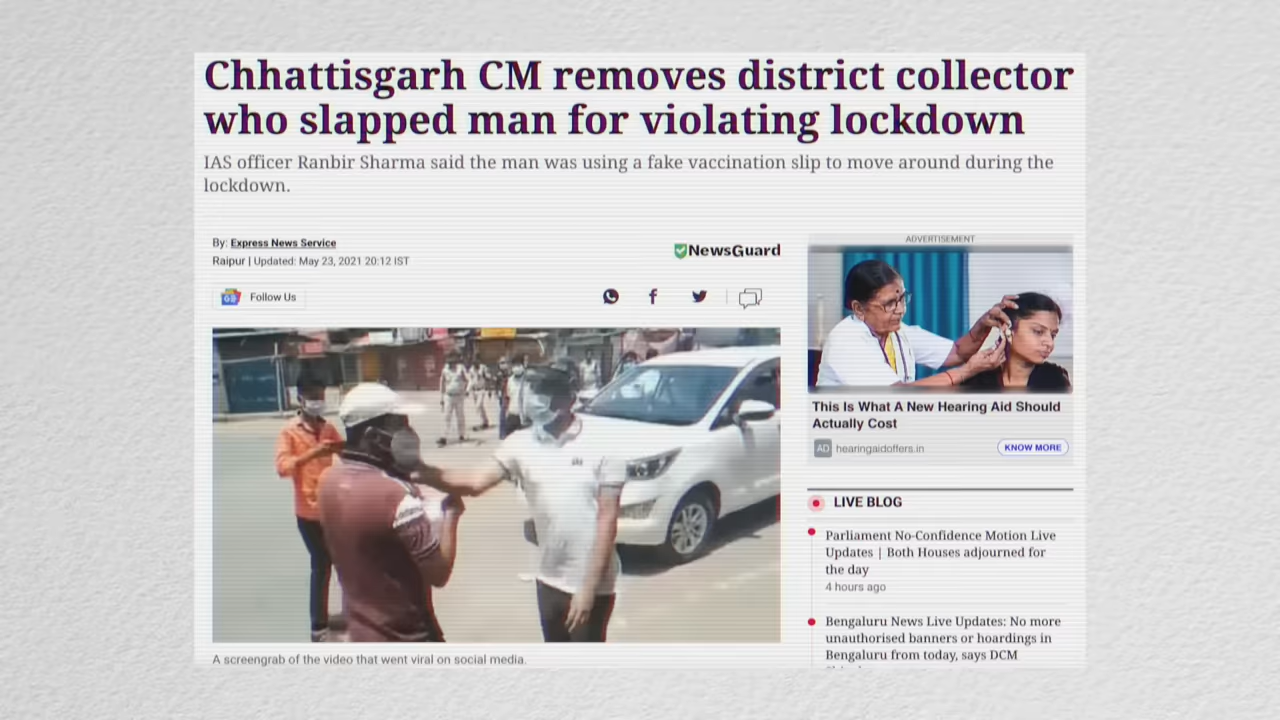 Chhattisgarh CM removes district collector
who slapped man for violating lockdown
IAS officer Ranbir Sharma said the man was using a fake vaccination slip to move around during the
lockdown.
By: Express News Service
Raipur | Updated: May 23, 2021 20:12 IST
NewsGuard
Follow Us
A screengrab of the video that went viral on social media.
ADVERTISEMENT
This Is What A New Hearing Aid Should
Actually Cost
AD hearingaidoffers.in
KNOW MORE
LIVE BLOG
Parliament No-Confidence Motion Live
Updates | Both Houses adjourned for
the day
4 hours ago
Bengaluru News Live Updates: No more
unauthorised banners or hoardings in
Bengaluru from today, says DCM